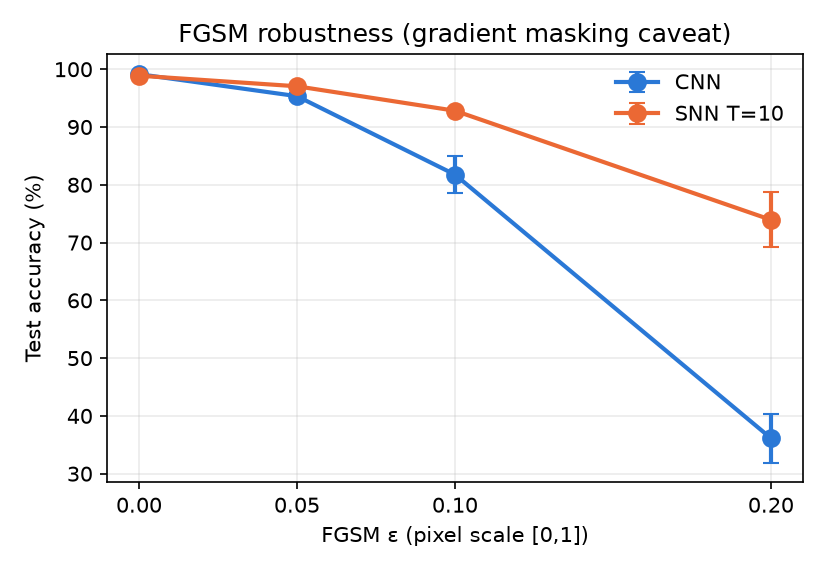 FGSM robustness (gradient masking caveat)
CNN
SNN T=10
Test accuracy (%)
100
90
80
70
60
50
40
30
0.00 0.05 0.10 0.20
FGSM ε (pixel scale [0,1])